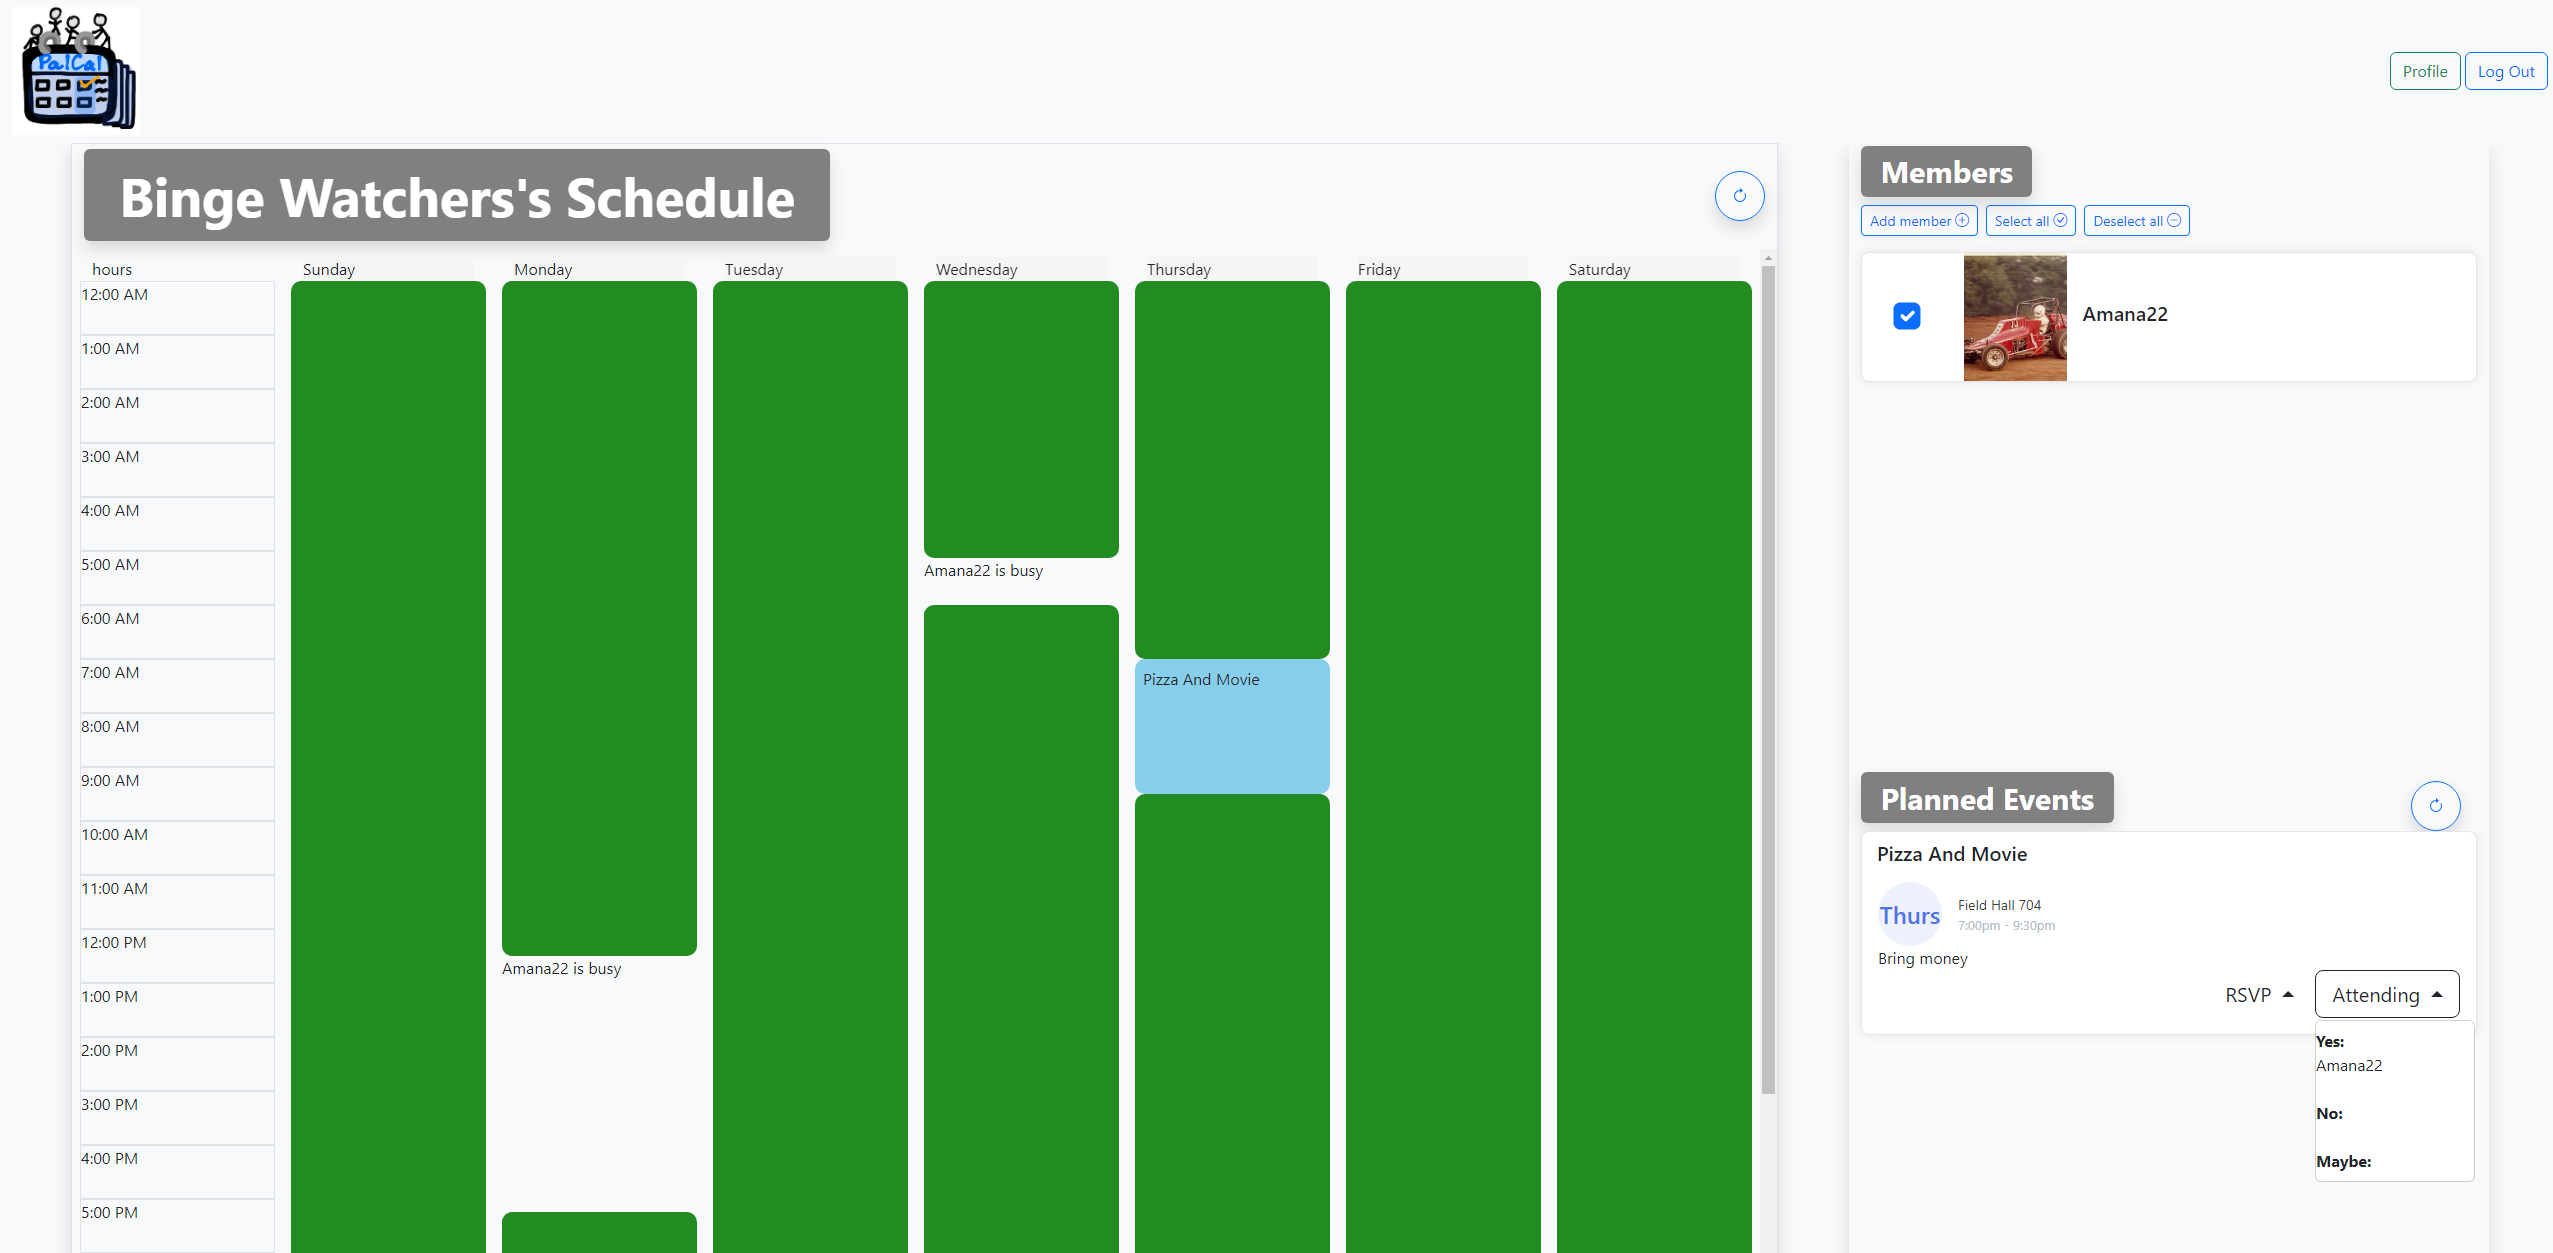 PalCal
Profile
Log Out
Binge Watchers's Schedule
hours
Sunday
Monday
Tuesday
Wednesday
Thursday
Friday
Saturday
12:00 AM
1:00 AM
2:00 AM
3:00 AM
4:00 AM
5:00 AM
6:00 AM
7:00 AM
8:00 AM
9:00 AM
10:00 AM
11:00 AM
12:00 PM
1:00 PM
2:00 PM
3:00 PM
4:00 PM
5:00 PM
Amana22 is busy
Amana22 is busy
Pizza And Movie
Members
Add member
Select all
Deselect all
Amana22
Planned Events
Pizza And Movie
Thurs
Field Hall 704
7:00pm - 9:30pm
Bring money
RSVP
Attending
Yes:
Amana22
No:
Maybe: